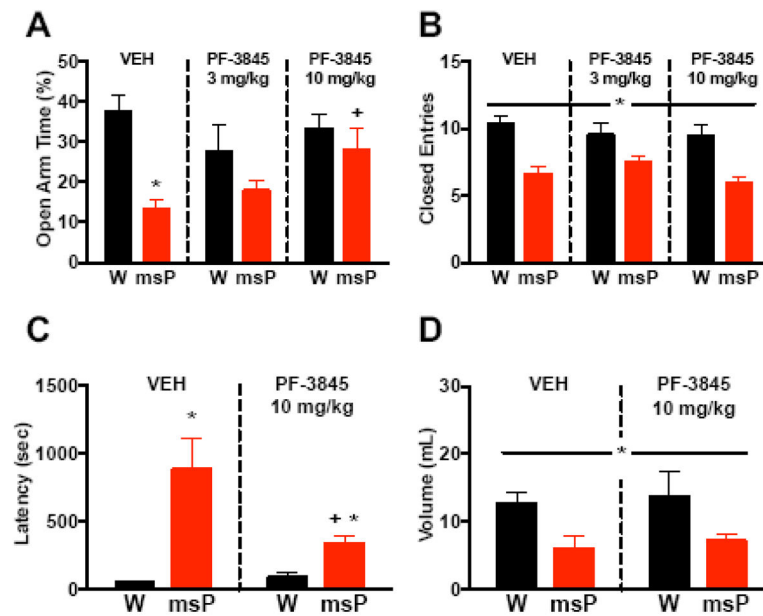 A
VEH
PF-3845
3 mg/kg
PF-3845
10 mg/kg
Open Arm Time (%)
50
40
30
20
10
0
*
+
W msP
W msP
W msP
B
VEH
PF-3845
3 mg/kg
PF-3845
10 mg/kg
Closed Entries
15
10
5
0
*
W msP
W msP
W msP
C
VEH
PF-3845
10 mg/kg
Latency (sec)
1500
1000
500
0
*
+ *
W msP
W msP
D
VEH
PF-3845
10 mg/kg
Volume (mL)
30
20
10
0
*
W msP
W msP